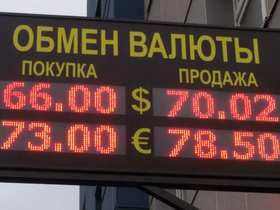 ОБМЕН ВАЛЮТЫ
ПОКУПКА ПРОДАЖА
66.00 $ 70.02
73.00 € 78.50